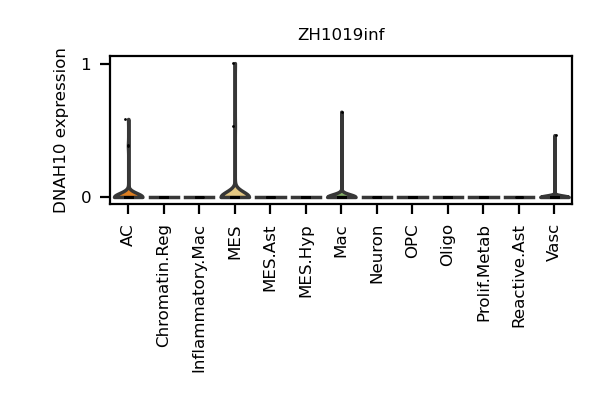 ZH1019inf
DNAH10 expression
1
0
AC
Chromatin.Reg
Inflammatory.Mac
MES
MES.Ast
MES.Hyp
Mac
Neuron
OPC
Oligo
Prolif.Metab
Reactive.Ast
Vasc